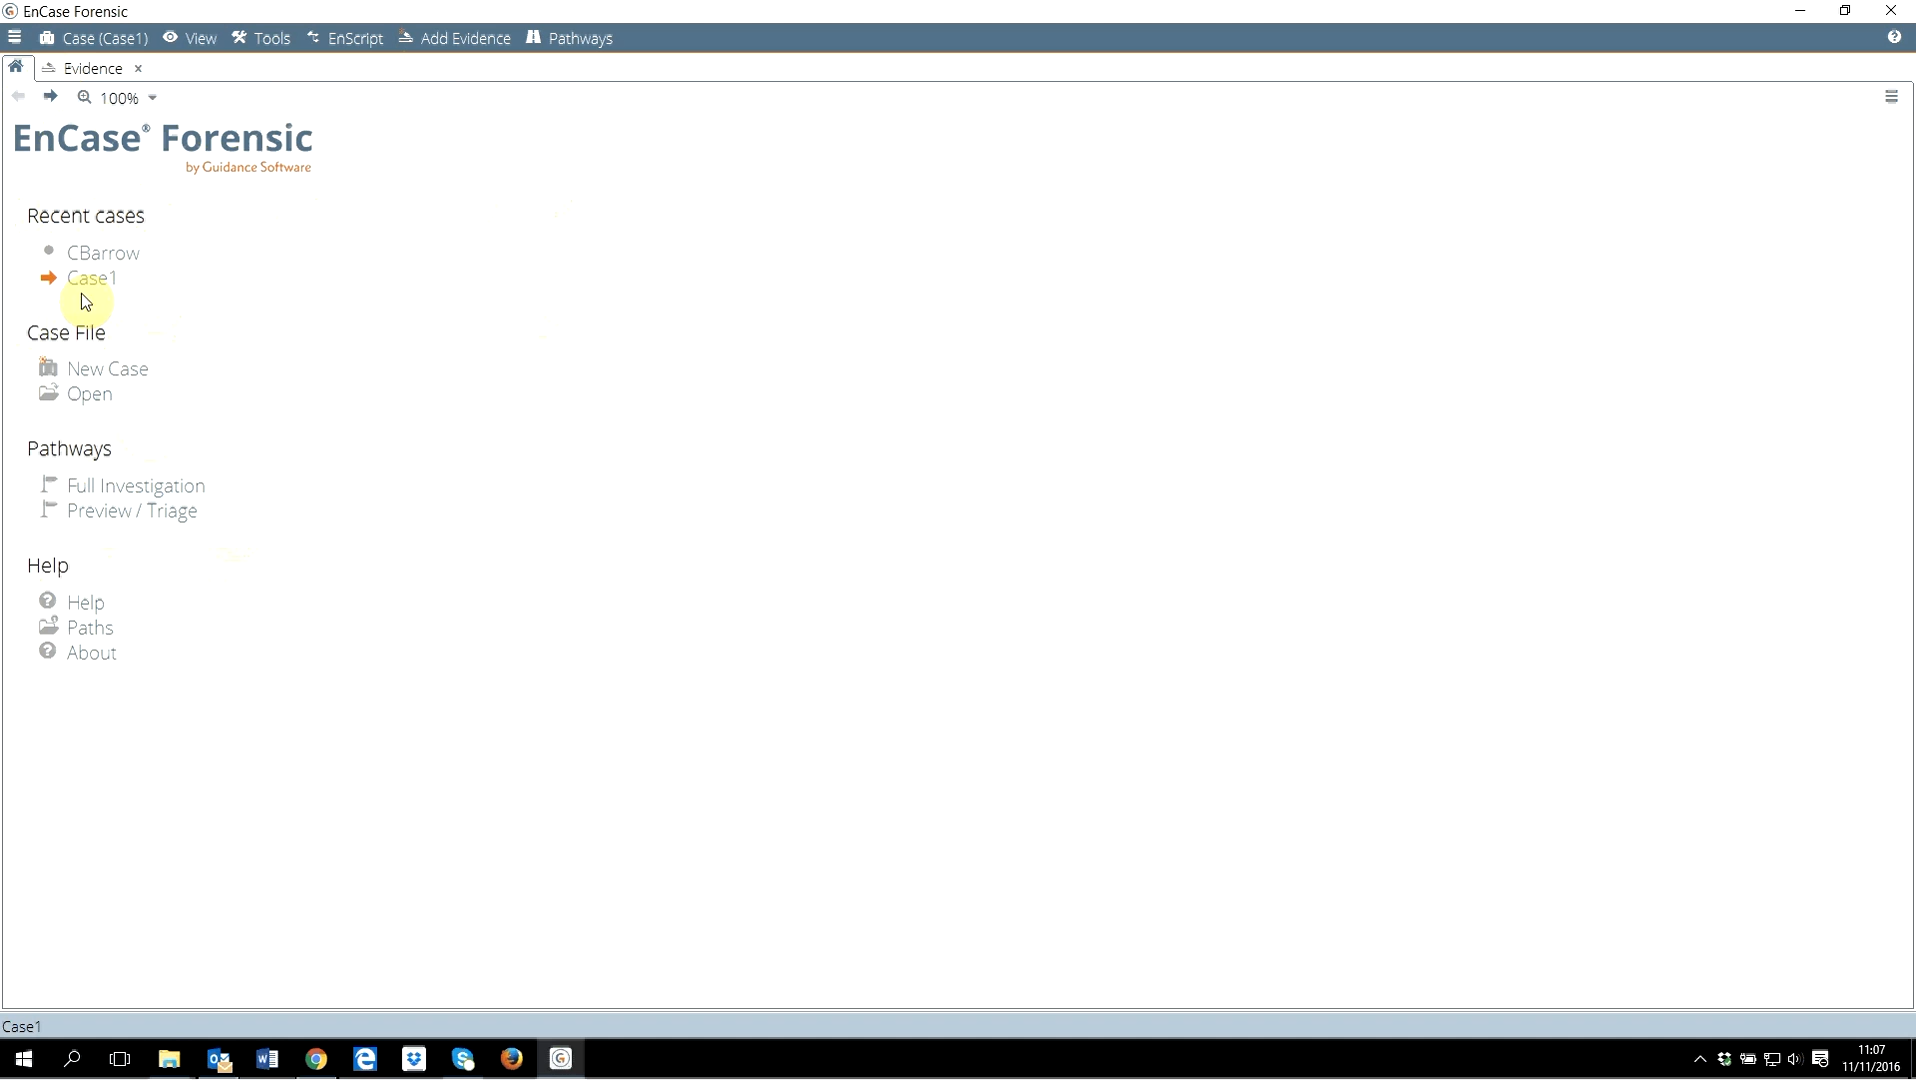 EnCase Forensic
Case (Case1) View Tools EnScript Add Evidence Pathways
Evidence
100%
EnCase® Forensic
by Guidance Software
Recent cases
CBarrow
Case1
Case File
New Case
Open
Pathways
Full Investigation
Preview / Triage
Help
Help
Paths
About
Case1
11:07
11/11/2016